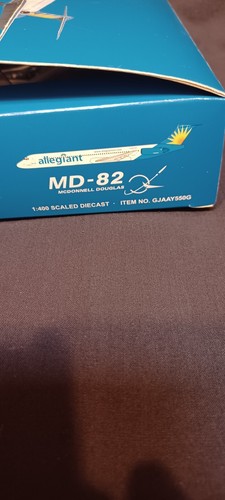 allegiant
MD-82
MCDONNELL DOUGLAS
1:400 SCALED DIECAST · ITEM NO. GJAAY550G